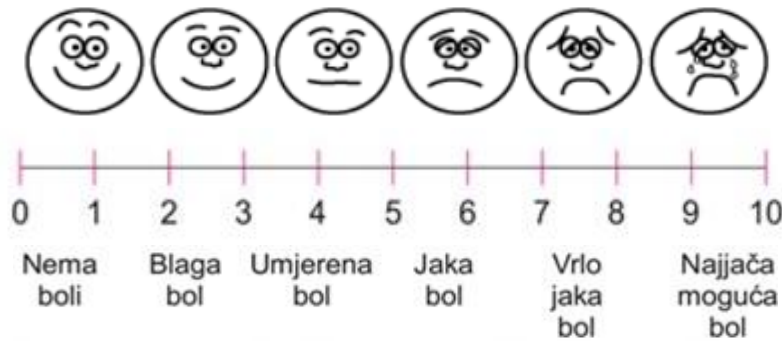 0 1 2 3 4 5 6 7 8 9 10
Nema Blaga Umjerena Jaka Vrlo Najjača
boli bol bol bol jaka moguća
bol bol